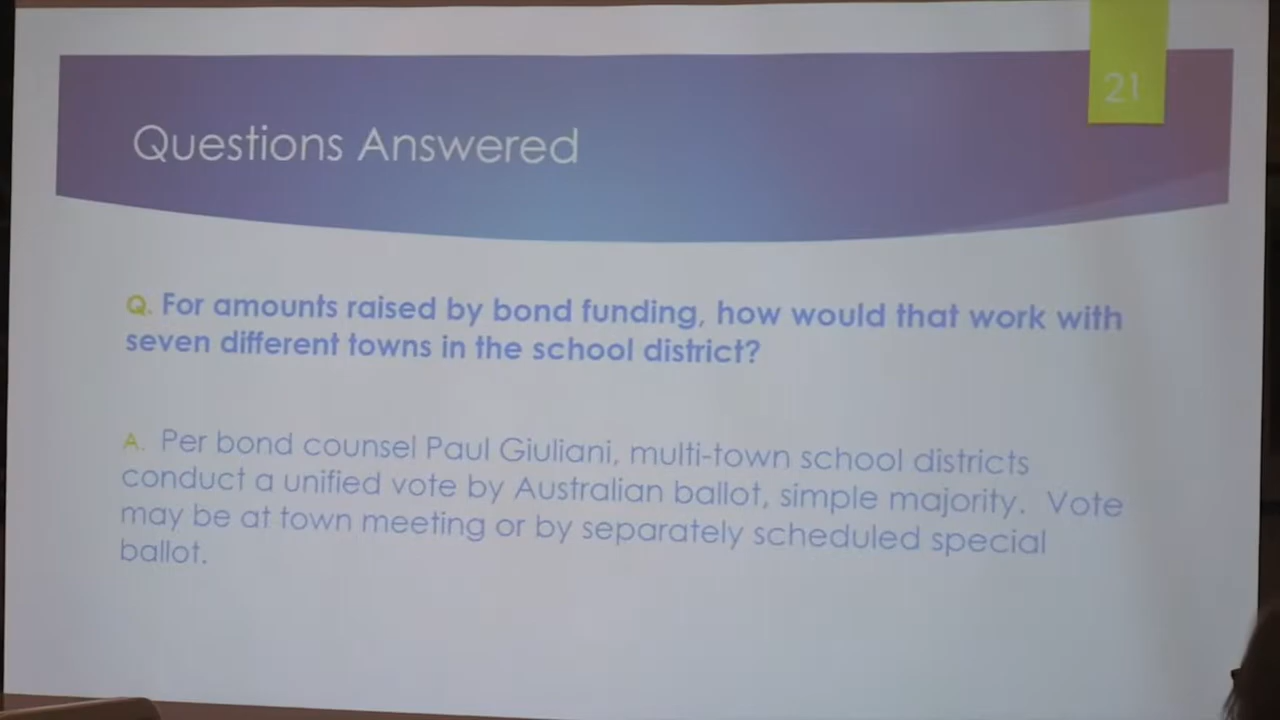 21
Questions Answered
Q. For amounts raised by bond funding, how would that work with
seven different towns in the school district?
A. Per bond counsel Paul Giuliani, multi-town school districts
conduct a unified vote by Australian ballot, simple majority. Vote
may be at town meeting or by separately scheduled special
ballot.